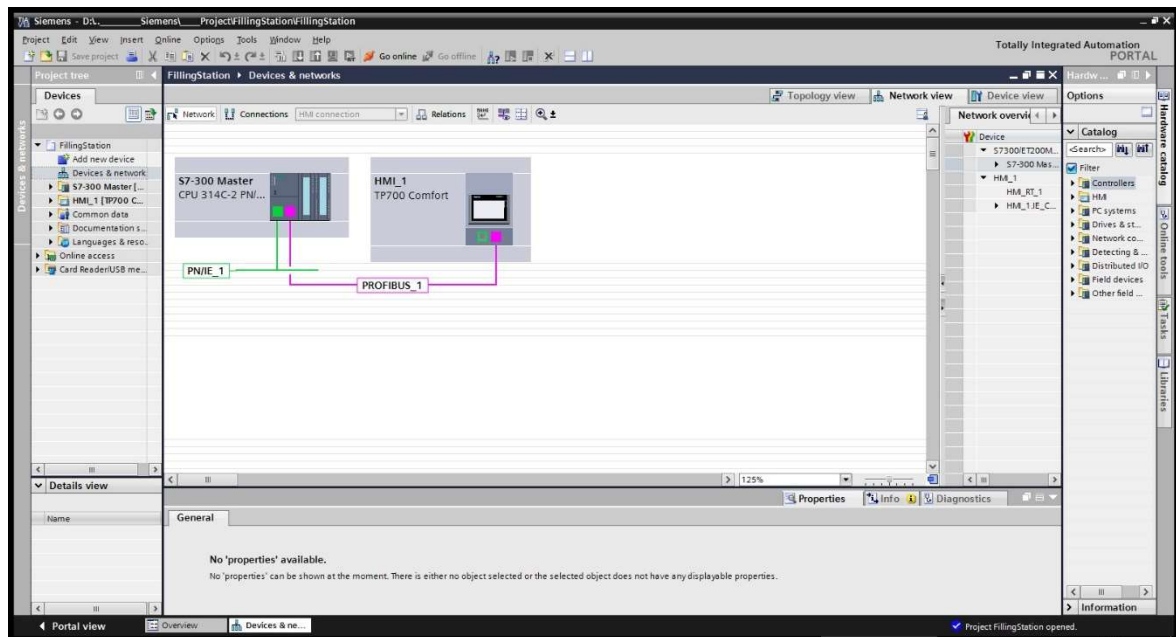 Siemens - D:\.______Siemens\____Project\FillingStation\FillingStation
Project Edit View Insert Online Options Tools Window Help
Totally Integrated Automation
PORTAL
Save project
Go online
Go offline
Project tree
FillingStation ▸ Devices & networks
Hardw...
Devices
Topology view
Network view
Device view
Options
Network
Connections
HMI connection
Relations
Network overvi
Device
S7300/ET200M...
S7-300 Mas...
HMI_1
HMI_RT_1
HMI_1.IE_C...
Catalog
<Search>
Filter
Controllers
HMI
PC systems
Drives & st...
Network co...
Detecting & ...
Distributed I/O
Field devices
Other field ...
Information
Hardware catalog
Online tools
Tasks
Libraries
Devices & networks
FillingStation
Add new device
Devices & network
S7-300 Master [...
HMI_1 [TP700 C...
Common data
Documentation s...
Languages & reso..
Online access
Card Reader/USB me...
S7-300 Master
CPU 314C-2 PN/...
HMI_1
TP700 Comfort
PN/IE_1
PROFIBUS_1
125%
Details view
Name
Properties
Info
Diagnostics
General
No 'properties' available.
No 'properties' can be shown at the moment. There is either no object selected or the selected object does not have any displayable properties.
Portal view
Overview
Devices & ne...
Project FillingStation opened.